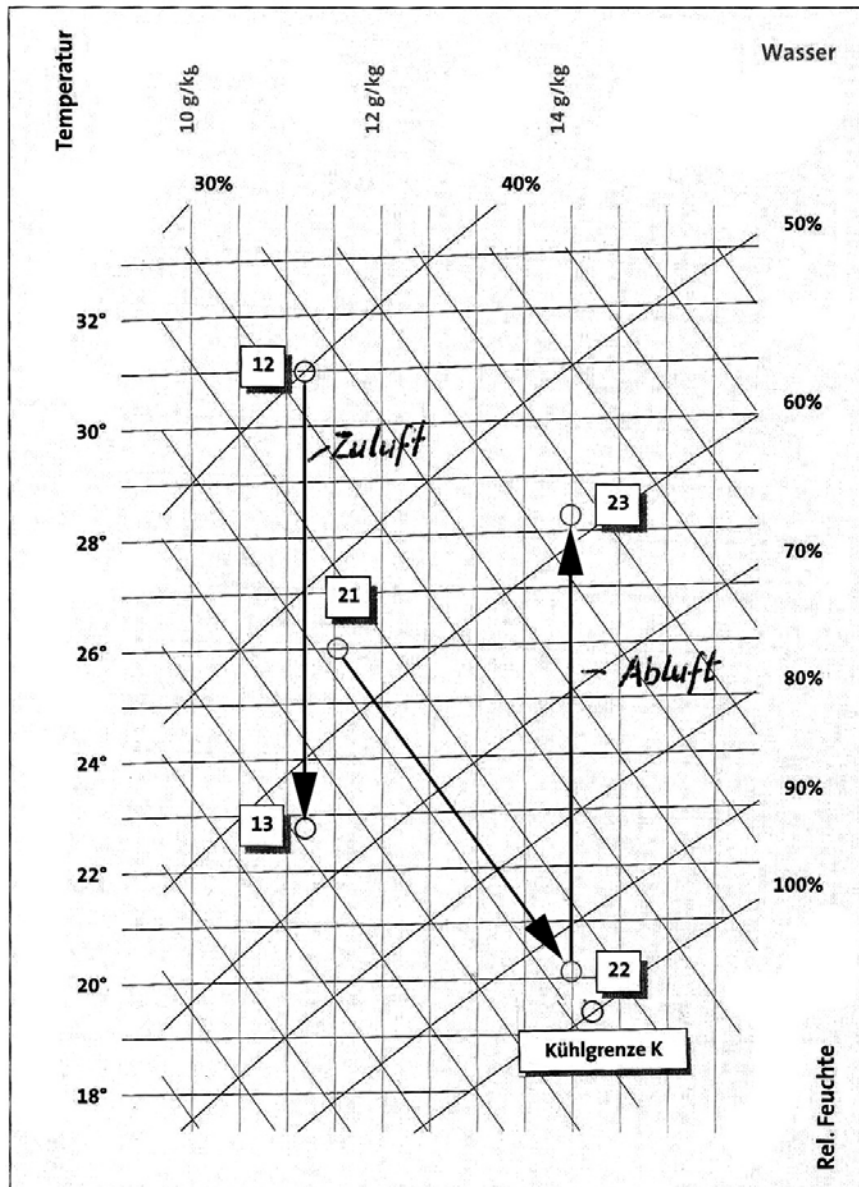 Temperatur
10 g/kg
12 g/kg
14 g/kg
Wasser
30%
40%
50%
32°
12
60%
30°
Zuluft
23
28°
70%
21
26°
Abluft
80%
24°
13
90%
22°
100%
20°
22
Kühlgrenze K
18°
Rel. Feuchte